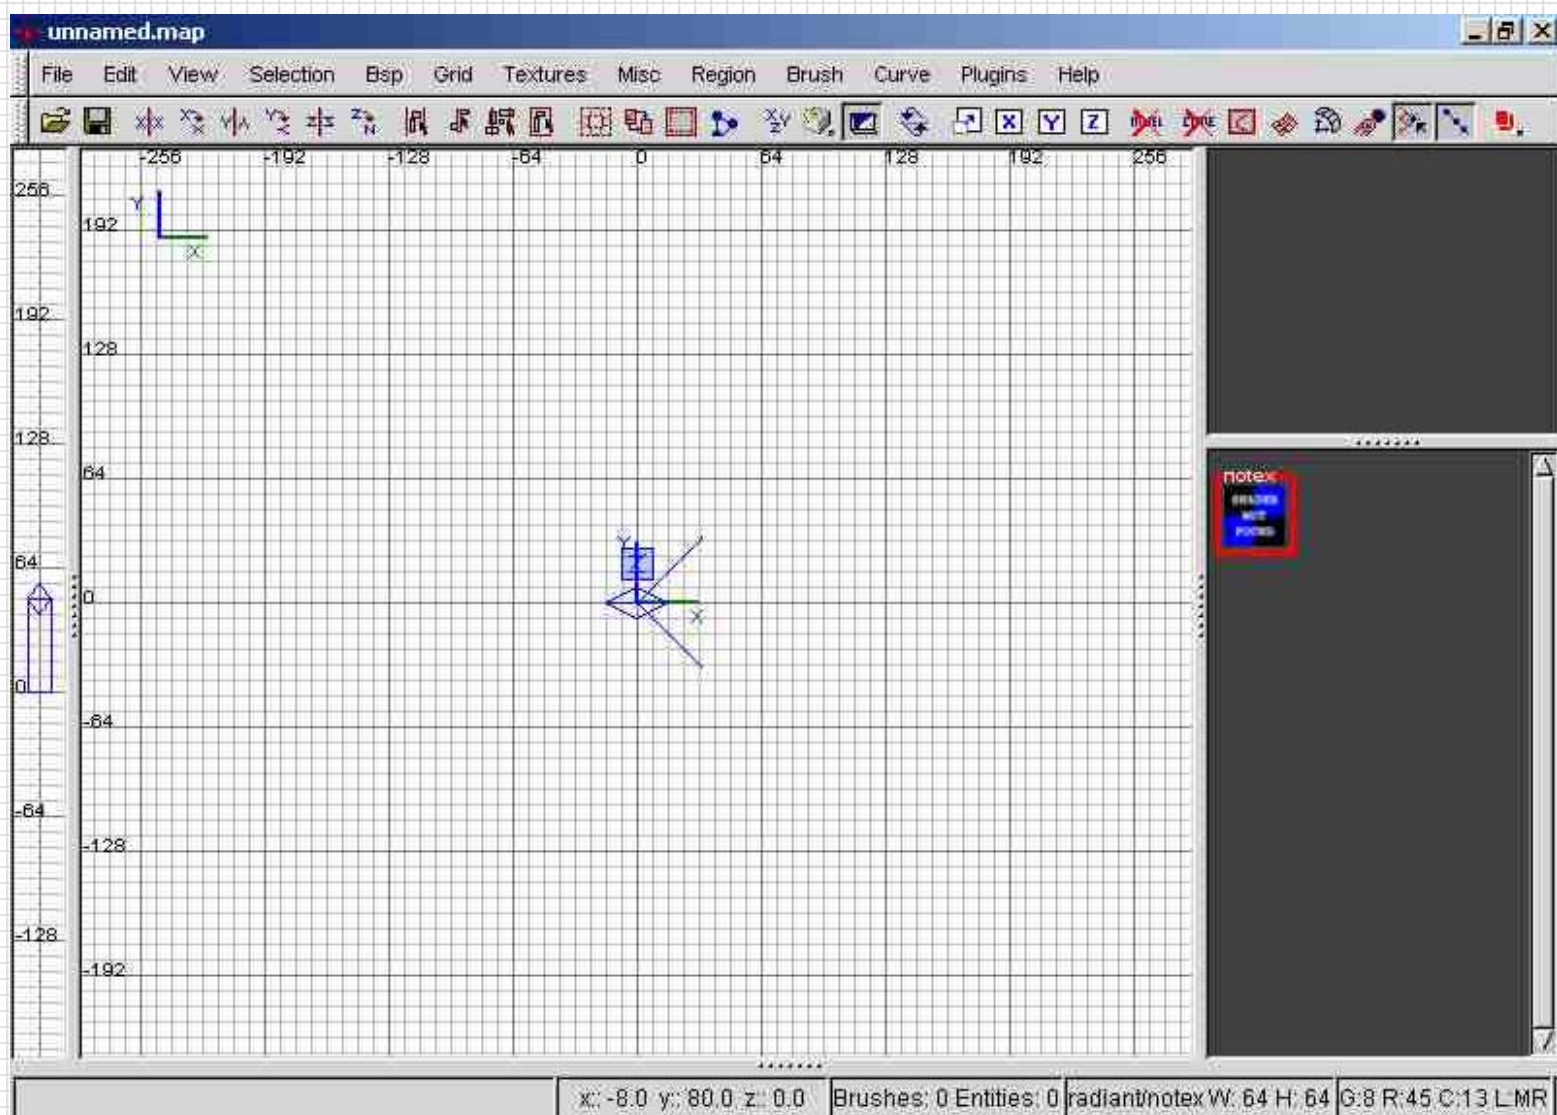 unnamed.map
File Edit View Selection Bsp Grid Textures Misc Region Brush Curve Plugins Help
-256 -192 -128 -64 0 64 128 192 256
256
192
128
64
0
-64
-128
192
128
64
0
-64
-128
-192
Y
X
Y
Z
X
notex
SHADER
NOT
FOUND
x:: -8.0 y:: 80.0 z:: 0.0
Brushes: 0 Entities: 0
radiant/notex W: 64 H: 64
G:8 R:45 C:13 L:MR